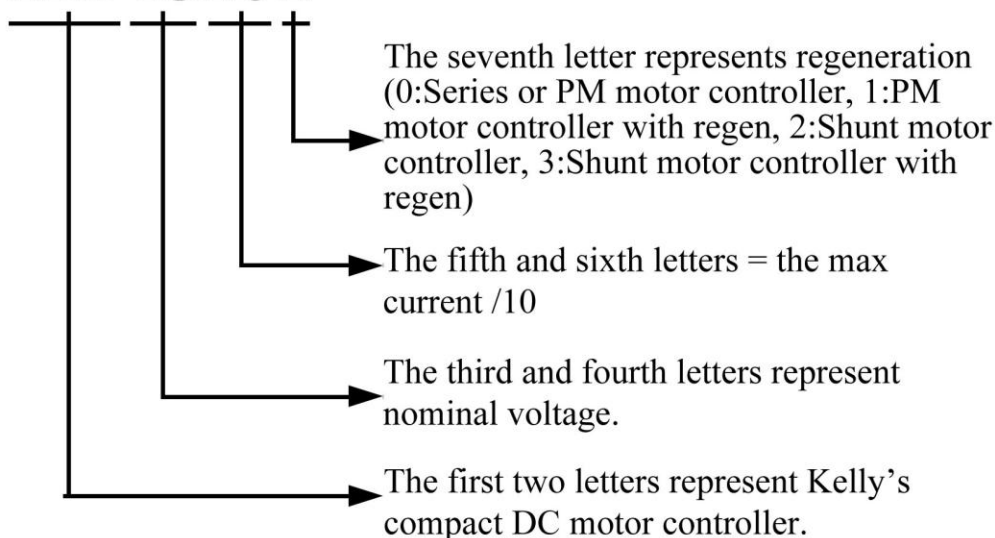 The seventh letter represents regeneration
(0:Series or PM motor controller, 1:PM
motor controller with regen, 2:Shunt motor
controller, 3:Shunt motor controller with
regen)
The fifth and sixth letters = the max
current /10
The third and fourth letters represent
nominal voltage.
The first two letters represent Kelly’s
compact DC motor controller.